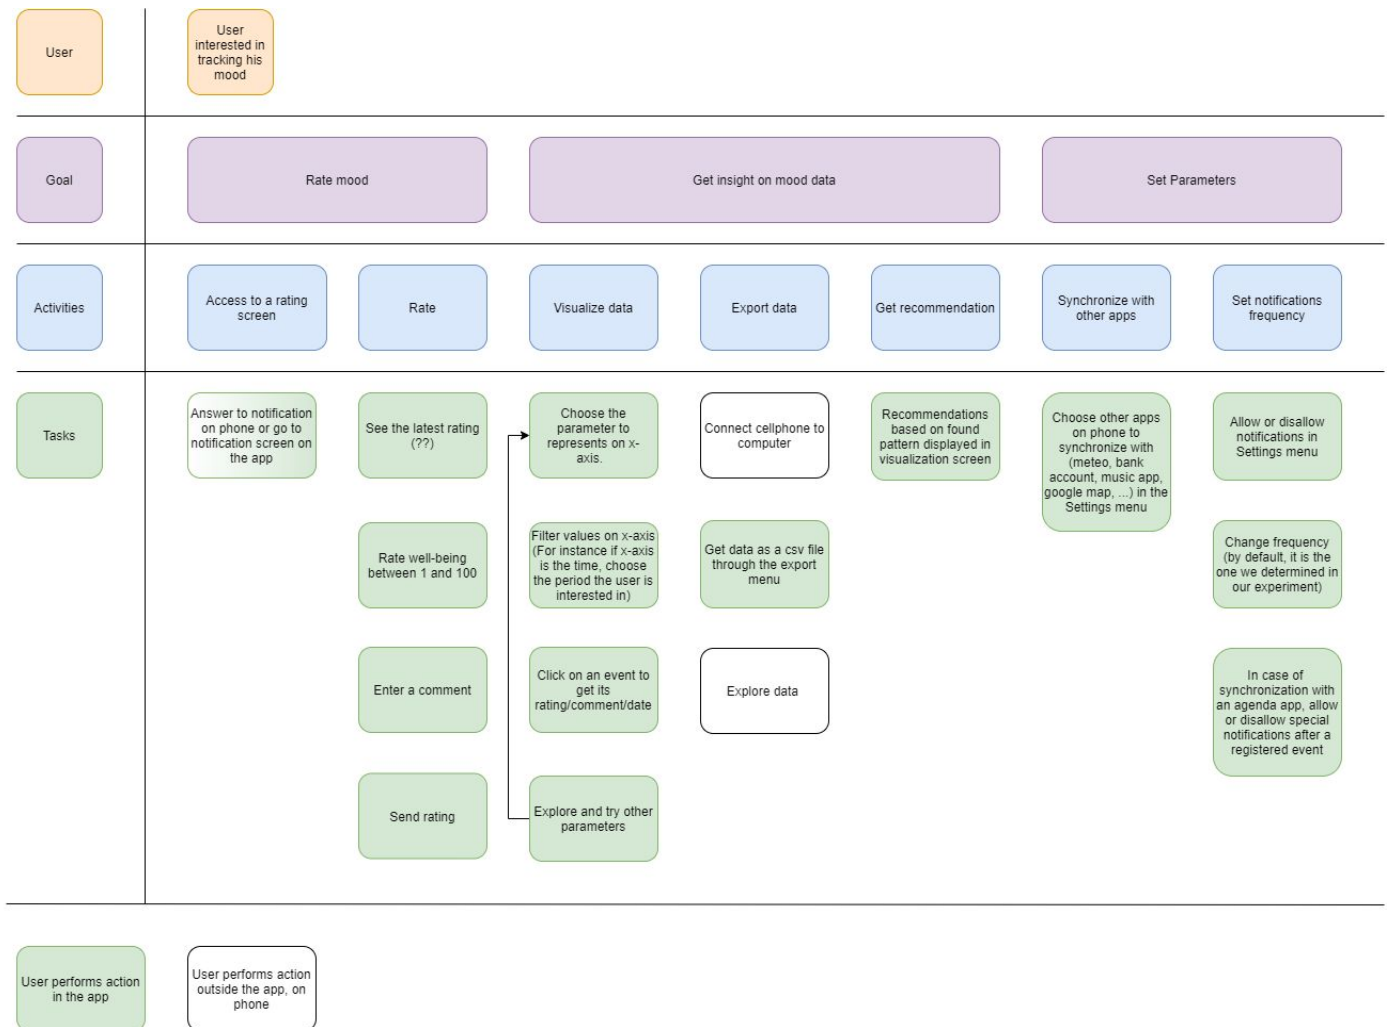 User
User
interested in
tracking his
mood
Goal
Rate mood
Get insight on mood data
Set Parameters
Activities
Access to a rating
screen
Rate
Visualize data
Export data
Get recommendation
Synchronize with
other apps
Set notifications
frequency
Tasks
Answer to notification
on phone or go to
notification screen on
the app
See the latest rating
(??)
Choose the
parameter to
represents on x-
axis.
Connect cellphone to
computer
Recommendations
based on found
pattern displayed in
visualization screen
Choose other apps
on phone to
synchronize with
(meteo, bank
account, music app,
google map, ...) in the
Settings menu
Allow or disallow
notifications in
Settings menu
Rate well-being
between 1 and 100
Filter values on x-axis
(For instance if x-axis
is the time, choose
the period the user is
interested in)
Get data as a csv file
through the export
menu
Change frequency
(by default, it is the
one we determined in
our experiment)
Enter a comment
Click on an event to
get its
rating/comment/date
Explore data
In case of
synchronization with
an agenda app, allow
or disallow special
notifications after a
registered event
Send rating
Explore and try other
parameters
User performs action
in the app
User performs action
outside the app, on
phone